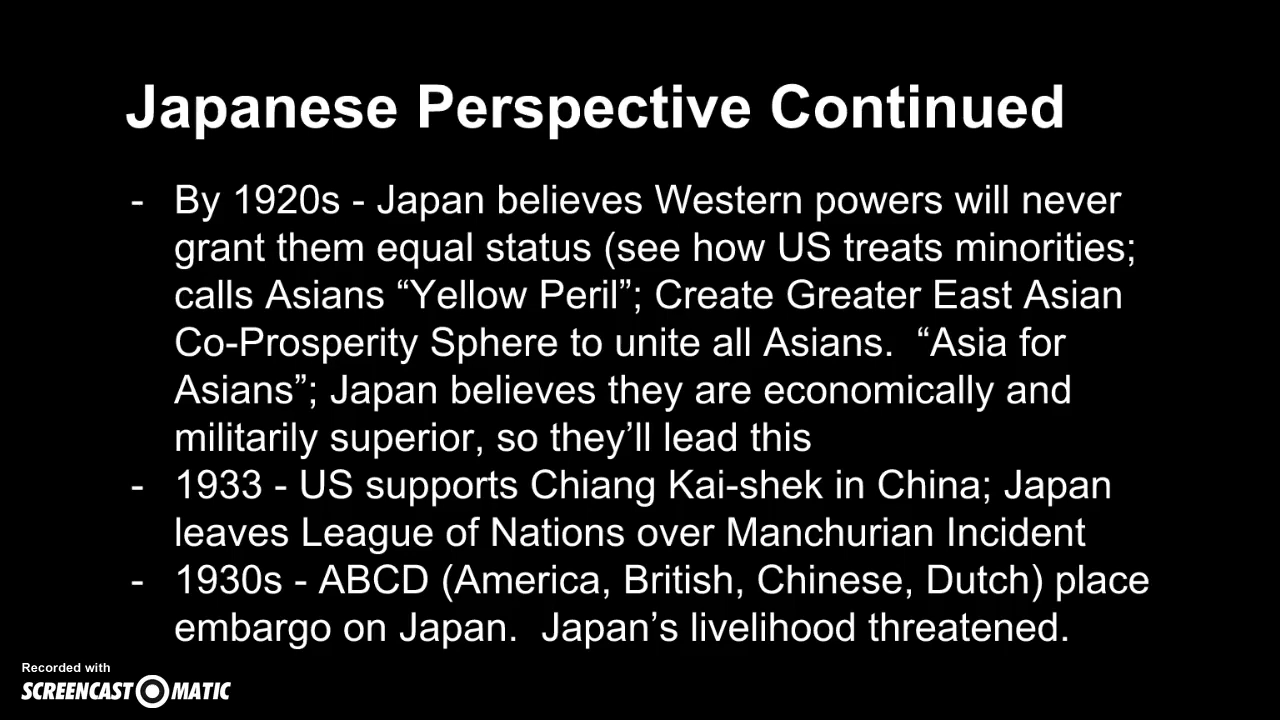 Japanese Perspective Continued
- By 1920s - Japan believes Western powers will never
grant them equal status (see how US treats minorities;
calls Asians “Yellow Peril”; Create Greater East Asian
Co-Prosperity Sphere to unite all Asians.  “Asia for
Asians”; Japan believes they are economically and
militarily superior, so they’ll lead this
- 1933 - US supports Chiang Kai-shek in China; Japan
leaves League of Nations over Manchurian Incident
- 1930s - ABCD (America, British, Chinese, Dutch) place
embargo on Japan.  Japan’s livelihood threatened.
Recorded with
SCREENCAST MATIC